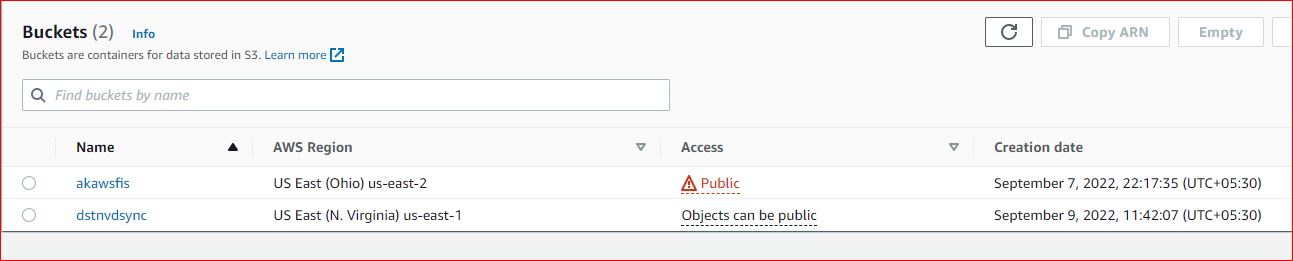 Buckets (2) Info
Copy ARN Empty
Buckets are containers for data stored in S3. Learn more
Find buckets by name
Name AWS Region Access Creation date
akawsfis US East (Ohio) us-east-2 Public September 7, 2022, 22:17:35 (UTC+05:30)
dstnvdsync US East (N. Virginia) us-east-1 Objects can be public September 9, 2022, 11:42:07 (UTC+05:30)